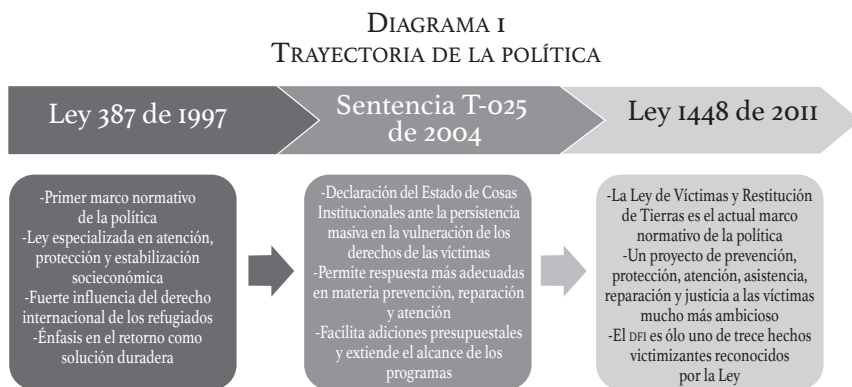 Diagrama 1
Trayectoria de la política
Ley 387 de 1997
Sentencia T-025
de 2004
Ley 1448 de 2011
-Primer marco normativo
de la política
-Ley especializada en atención,
protección y estabilización
socioeconómica
-Fuerte influencia del derecho
internacional de los refugiados
-Énfasis en el retorno como
solución duradera
-Declaración del Estado de Cosas
Institucionales ante la persistencia
masiva en la vulneración de los
derechos de las víctimas
-Permite respuesta más adecuadas
en materia prevención, reparación
y atención
-Facilita adiciones presupuestales
y extiende el alcance de los
programas
-La Ley de Víctimas y Restitución
de Tierras es el actual marco
normativo de la política
-Un proyecto de prevención,
protección, atención, asistencia,
reparación y justicia a las víctimas
mucho más ambicioso
-El DFI es ólo uno de trece hechos
victimizantes reconocidos
por la Ley